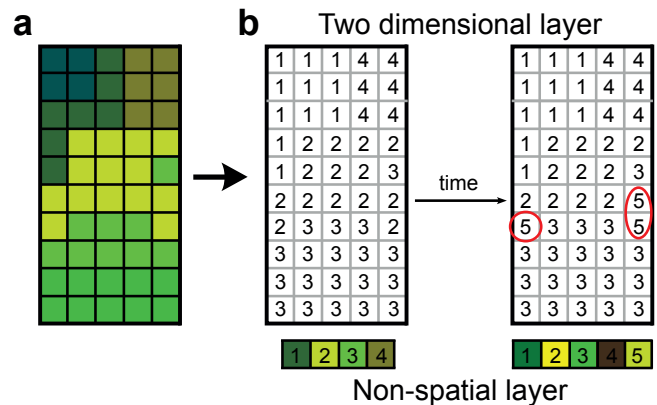 a
b
Two dimensional layer
1 1 1 4 4
1 1 1 4 4
1 1 1 4 4
1 2 2 2 2
1 2 2 2 3
2 2 2 2 2
2 3 3 3 2
3 3 3 3 3
3 3 3 3 3
3 3 3 3 3
time
1 1 1 4 4
1 1 1 4 4
1 1 1 4 4
1 2 2 2 2
1 2 2 2 3
2 2 2 2 5
5 3 3 3 5
3 3 3 3 3
3 3 3 3 3
3 3 3 3 3
1 2 3 4
1 2 3 4 5
Non-spatial layer